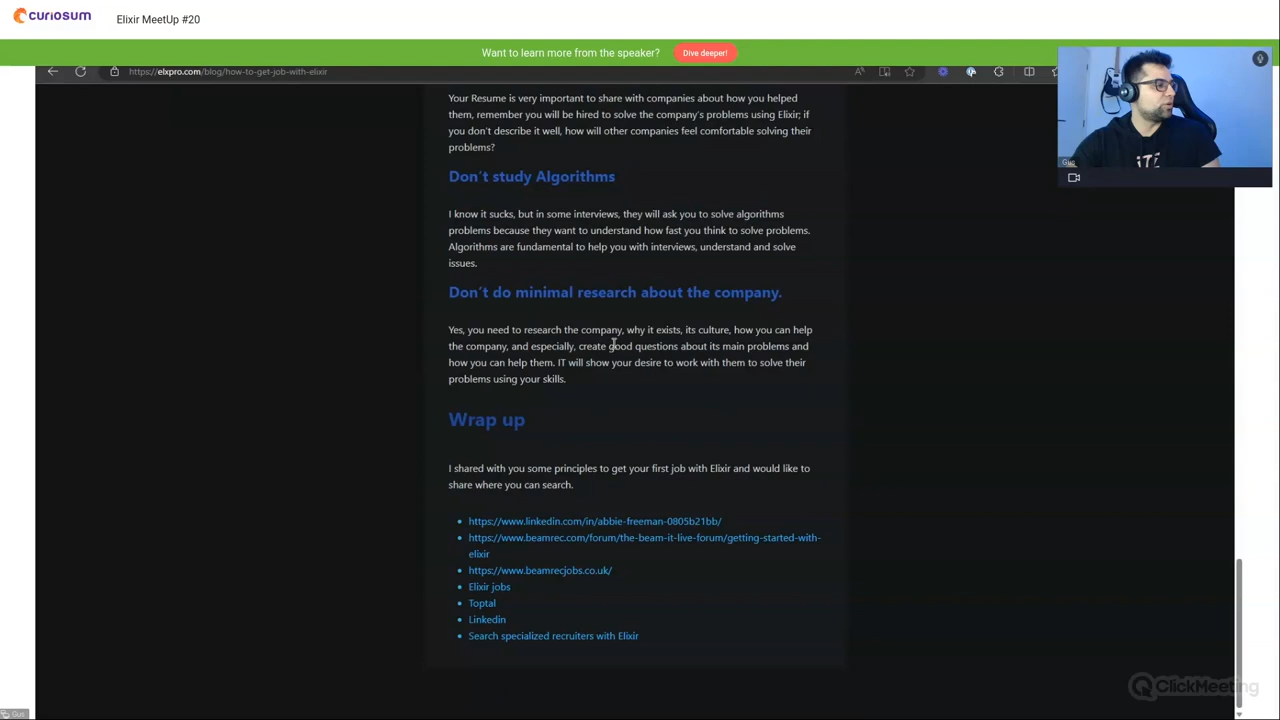 curiosum
Elixir MeetUp #20
Want to learn more from the speaker?
Dive deeper!
https://elxpro.com/blog/how-to-get-job-with-elixir
Your Resume is very important to share with companies about how you helped
them, remember you will be hired to solve the company's problems using Elixir; if
you don't describe it well, how will other companies feel comfortable solving their
problems?
Don't study Algorithms
I know it sucks, but in some interviews, they will ask you to solve algorithms
problems because they want to understand how fast you think to solve problems.
Algorithms are fundamental to help you with interviews, understand and solve
issues.
Don't do minimal research about the company.
Yes, you need to research the company, why it exists, its culture, how you can help
the company, and especially, create good questions about its main problems and
how you can help them. IT will show your desire to work with them to solve their
problems using your skills.
Wrap up
I shared with you some principles to get your first job with Elixir and would like to
share where you can search.
https://www.linkedin.com/in/abbie-freeman-0805b21bb/
https://www.beamrec.com/forum/the-beam-it-live-forum/getting-started-with-
elixir
https://www.beamrecjobs.co.uk/
Elixir jobs
Toptal
Linkedin
Search specialized recruiters with Elixir
Gus
ClickMeeting
Gus